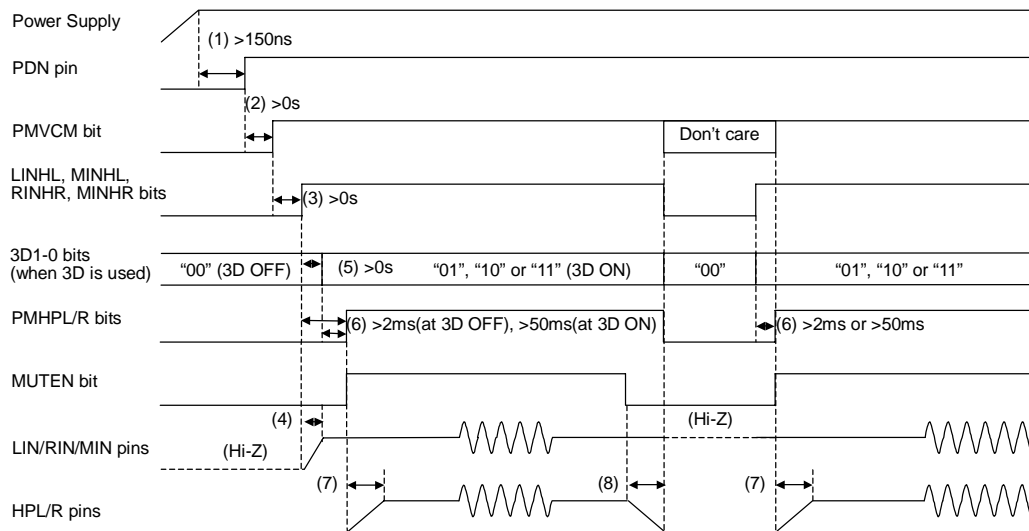 Power Supply
(1) >150ns
PDN pin
(2) >0s
PMVCM bit
Don't care
LINHL, MINHL,
RINHR, MINHR bits
(3) >0s
3D1-0 bits
(when 3D is used)
“00” (3D OFF)
(5) >0s
“01”, “10” or “11” (3D ON)
“00”
“01”, “10” or “11”
PMHPL/R bits
(6) >2ms(at 3D OFF), >50ms(at 3D ON)
(6) >2ms or >50ms
MUTEN bit
(4)
(Hi-Z)
(Hi-Z)
LIN/RIN/MIN pins
(7)
(8)
(7)
HPL/R pins